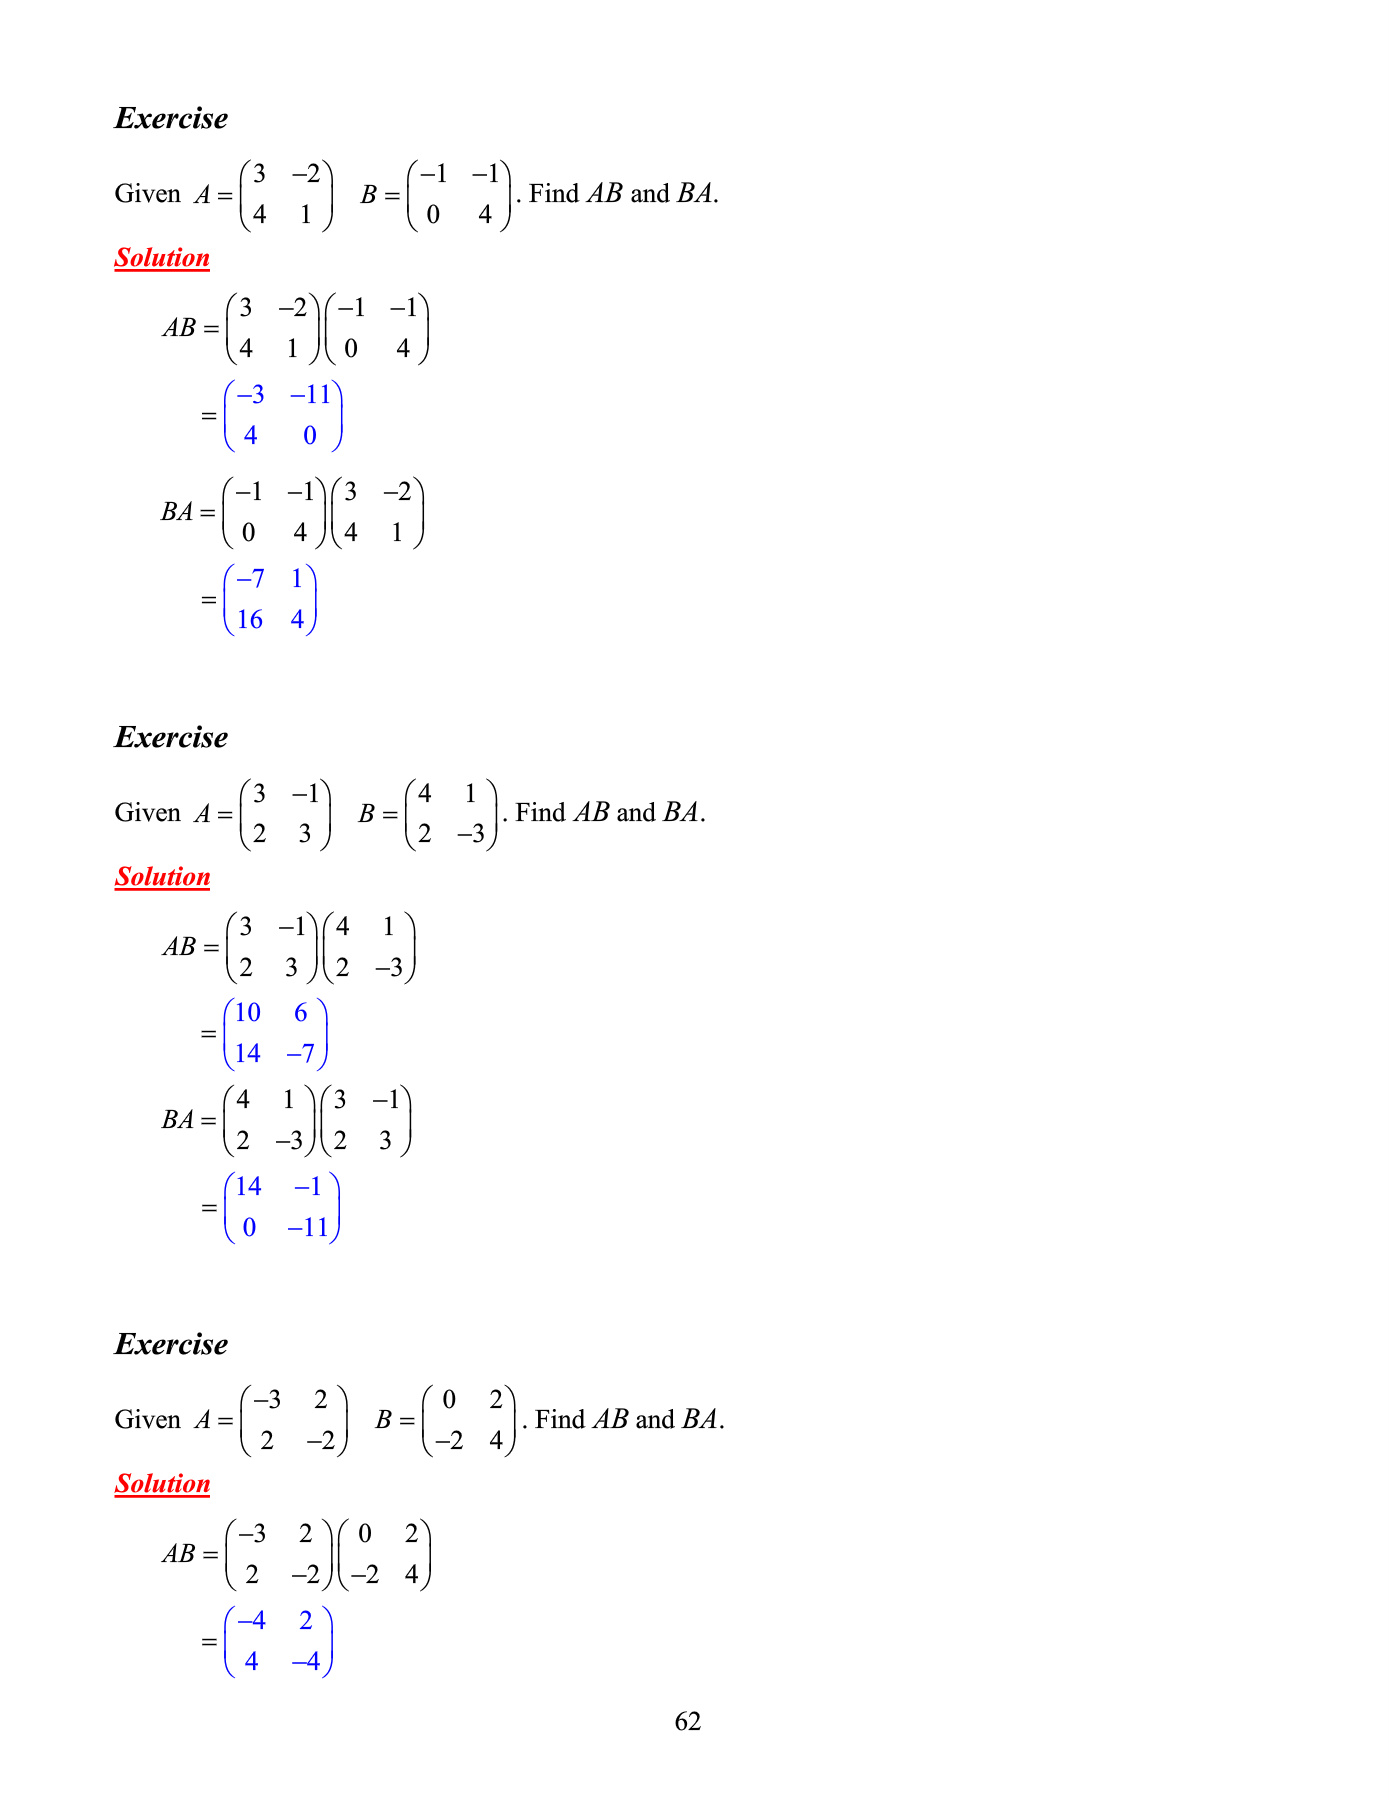 Exercise
Given A = \begin{pmatrix} 3 & -2 \\ 4 & 1 \end{pmatrix} B = \begin{pmatrix} -1 & -1 \\ 0 & 4 \end{pmatrix}. Find AB and BA.
Solution
AB = \begin{pmatrix} 3 & -2 \\ 4 & 1 \end{pmatrix} \begin{pmatrix} -1 & -1 \\ 0 & 4 \end{pmatrix}
= \begin{pmatrix} -3 & -11 \\ 4 & 0 \end{pmatrix}
BA = \begin{pmatrix} -1 & -1 \\ 0 & 4 \end{pmatrix} \begin{pmatrix} 3 & -2 \\ 4 & 1 \end{pmatrix}
= \begin{pmatrix} -7 & 1 \\ 16 & 4 \end{pmatrix}
Exercise
Given A = \begin{pmatrix} 3 & -1 \\ 2 & 3 \end{pmatrix} B = \begin{pmatrix} 4 & 1 \\ 2 & -3 \end{pmatrix}. Find AB and BA.
Solution
AB = \begin{pmatrix} 3 & -1 \\ 2 & 3 \end{pmatrix} \begin{pmatrix} 4 & 1 \\ 2 & -3 \end{pmatrix}
= \begin{pmatrix} 10 & 6 \\ 14 & -7 \end{pmatrix}
BA = \begin{pmatrix} 4 & 1 \\ 2 & -3 \end{pmatrix} \begin{pmatrix} 3 & -1 \\ 2 & 3 \end{pmatrix}
= \begin{pmatrix} 14 & -1 \\ 0 & -11 \end{pmatrix}
Exercise
Given A = \begin{pmatrix} -3 & 2 \\ 2 & -2 \end{pmatrix} B = \begin{pmatrix} 0 & 2 \\ -2 & 4 \end{pmatrix}. Find AB and BA.
Solution
AB = \begin{pmatrix} -3 & 2 \\ 2 & -2 \end{pmatrix} \begin{pmatrix} 0 & 2 \\ -2 & 4 \end{pmatrix}
= \begin{pmatrix} -4 & 2 \\ 4 & -4 \end{pmatrix}
62